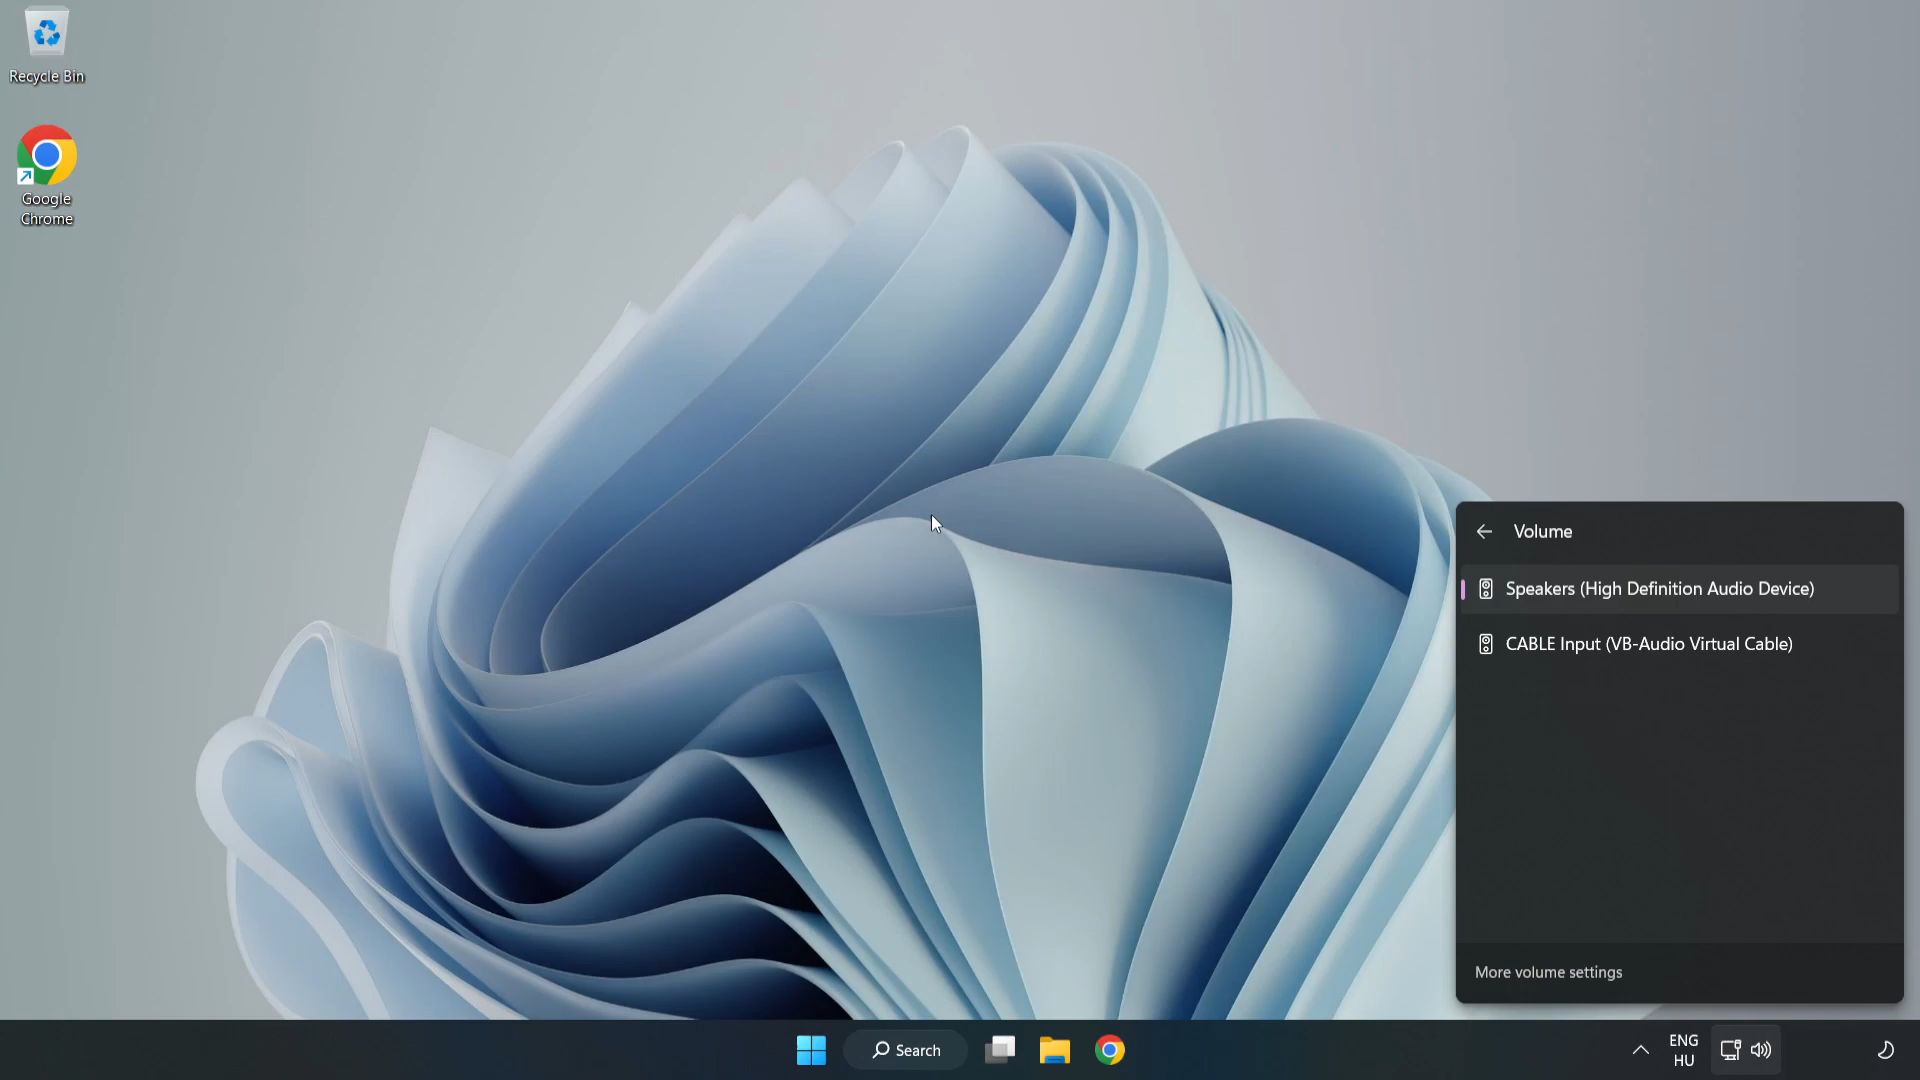 Recycle Bin
Google
Chrome
Volume
Speakers (High Definition Audio Device)
CABLE Input (VB-Audio Virtual Cable)
More volume settings
Search
ENG
HU